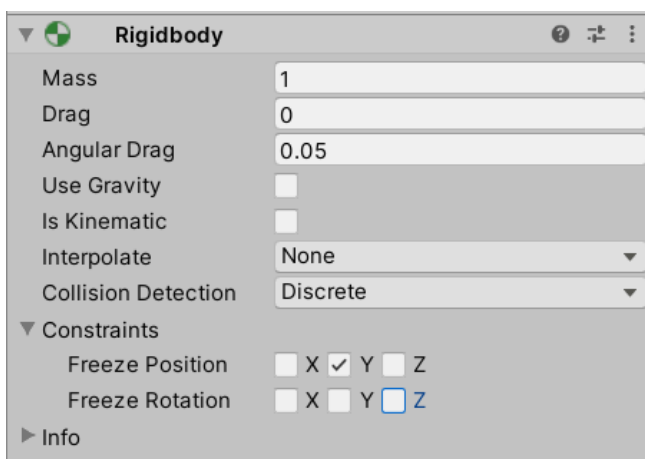 Rigidbody
Mass 1
Drag 0
Angular Drag 0.05
Use Gravity
Is Kinematic
Interpolate None
Collision Detection Discrete
Constraints
Freeze Position X Y Z
Freeze Rotation X Y Z
Info